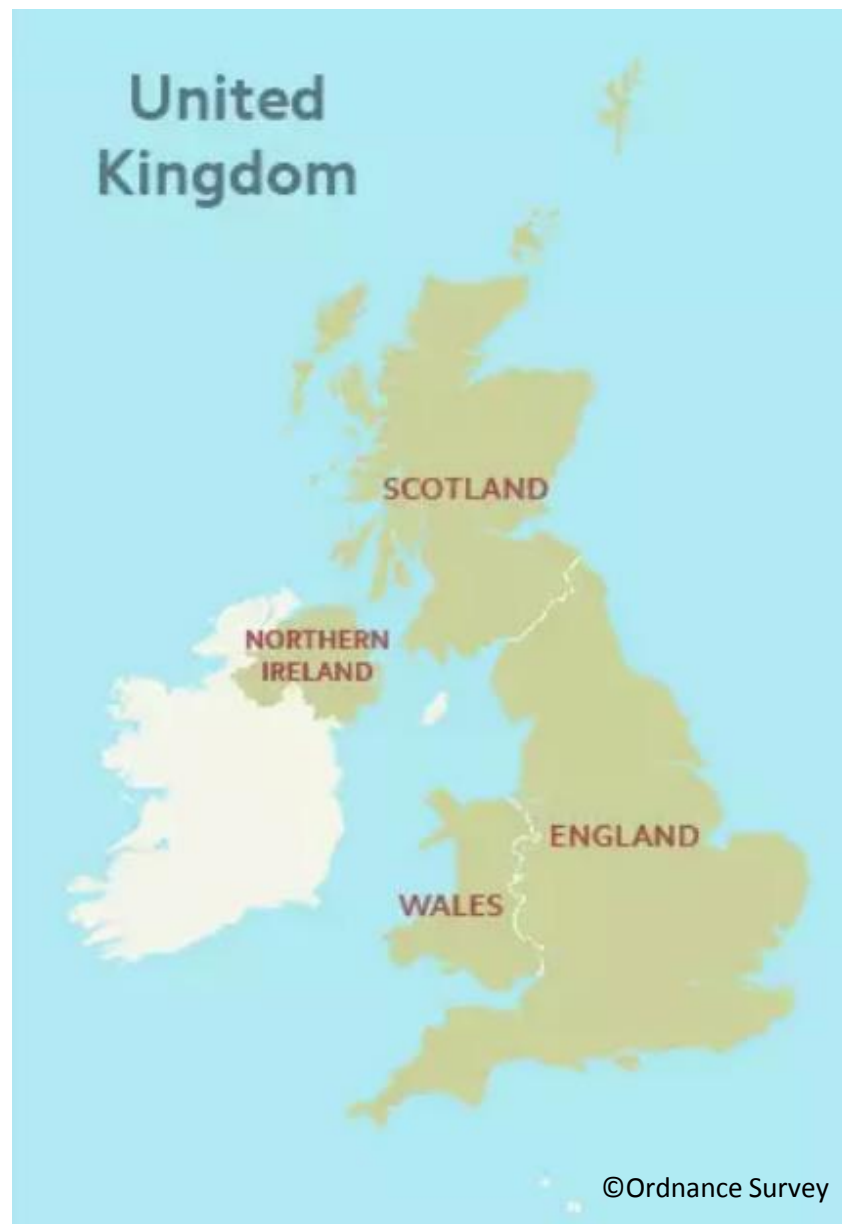 United
Kingdom
SCOTLAND
NORTHERN
IRELAND
ENGLAND
WALES
©Ordnance Survey